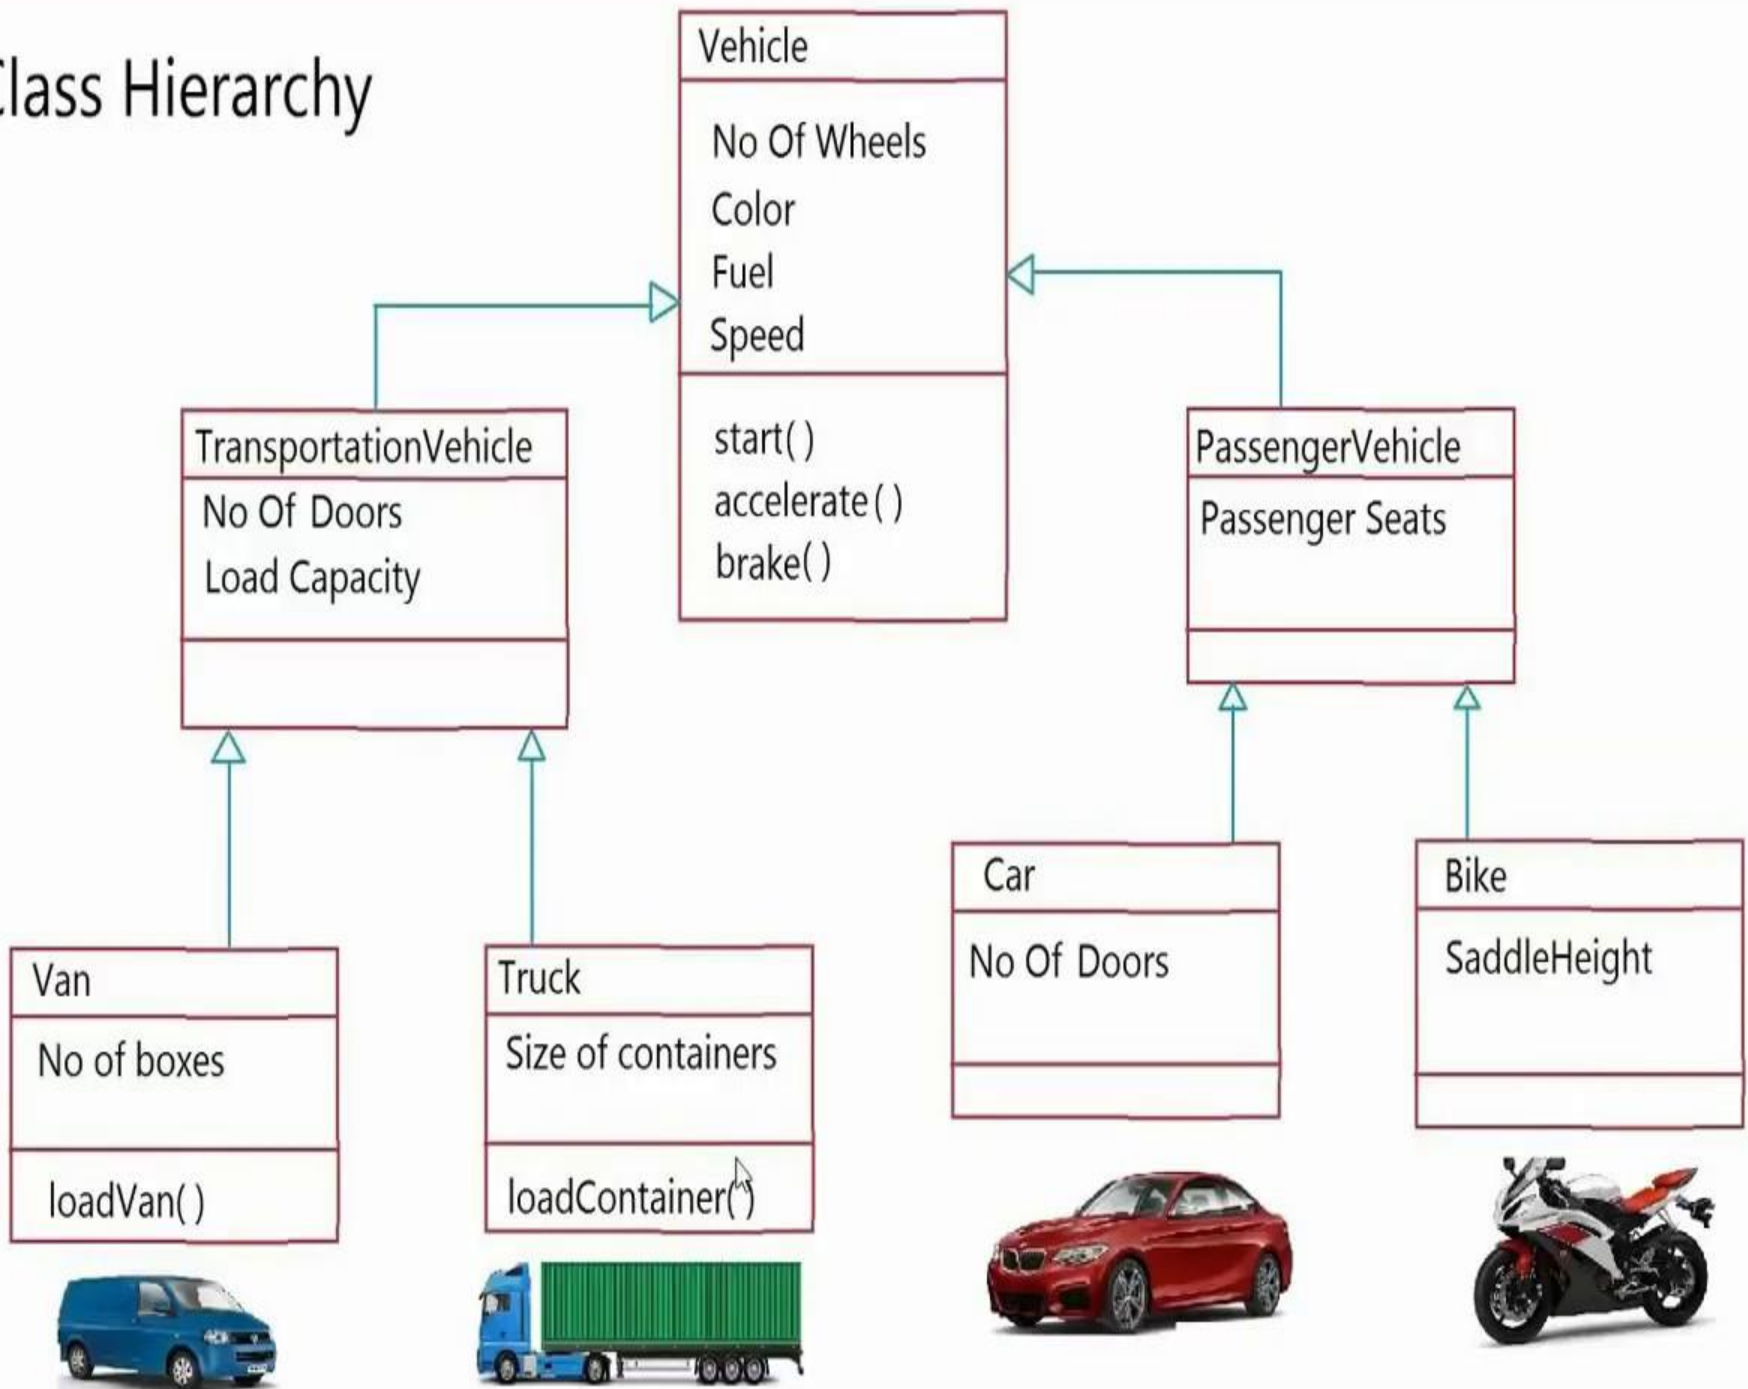 Class Hierarchy
Vehicle
No Of Wheels
Color
Fuel
Speed
start( )
accelerate( )
brake( )
TransportationVehicle
No Of Doors
Load Capacity
PassengerVehicle
Passenger Seats
Van
No of boxes
loadVan( )
Truck
Size of containers
loadContainer( )
Car
No Of Doors
Bike
SaddleHeight